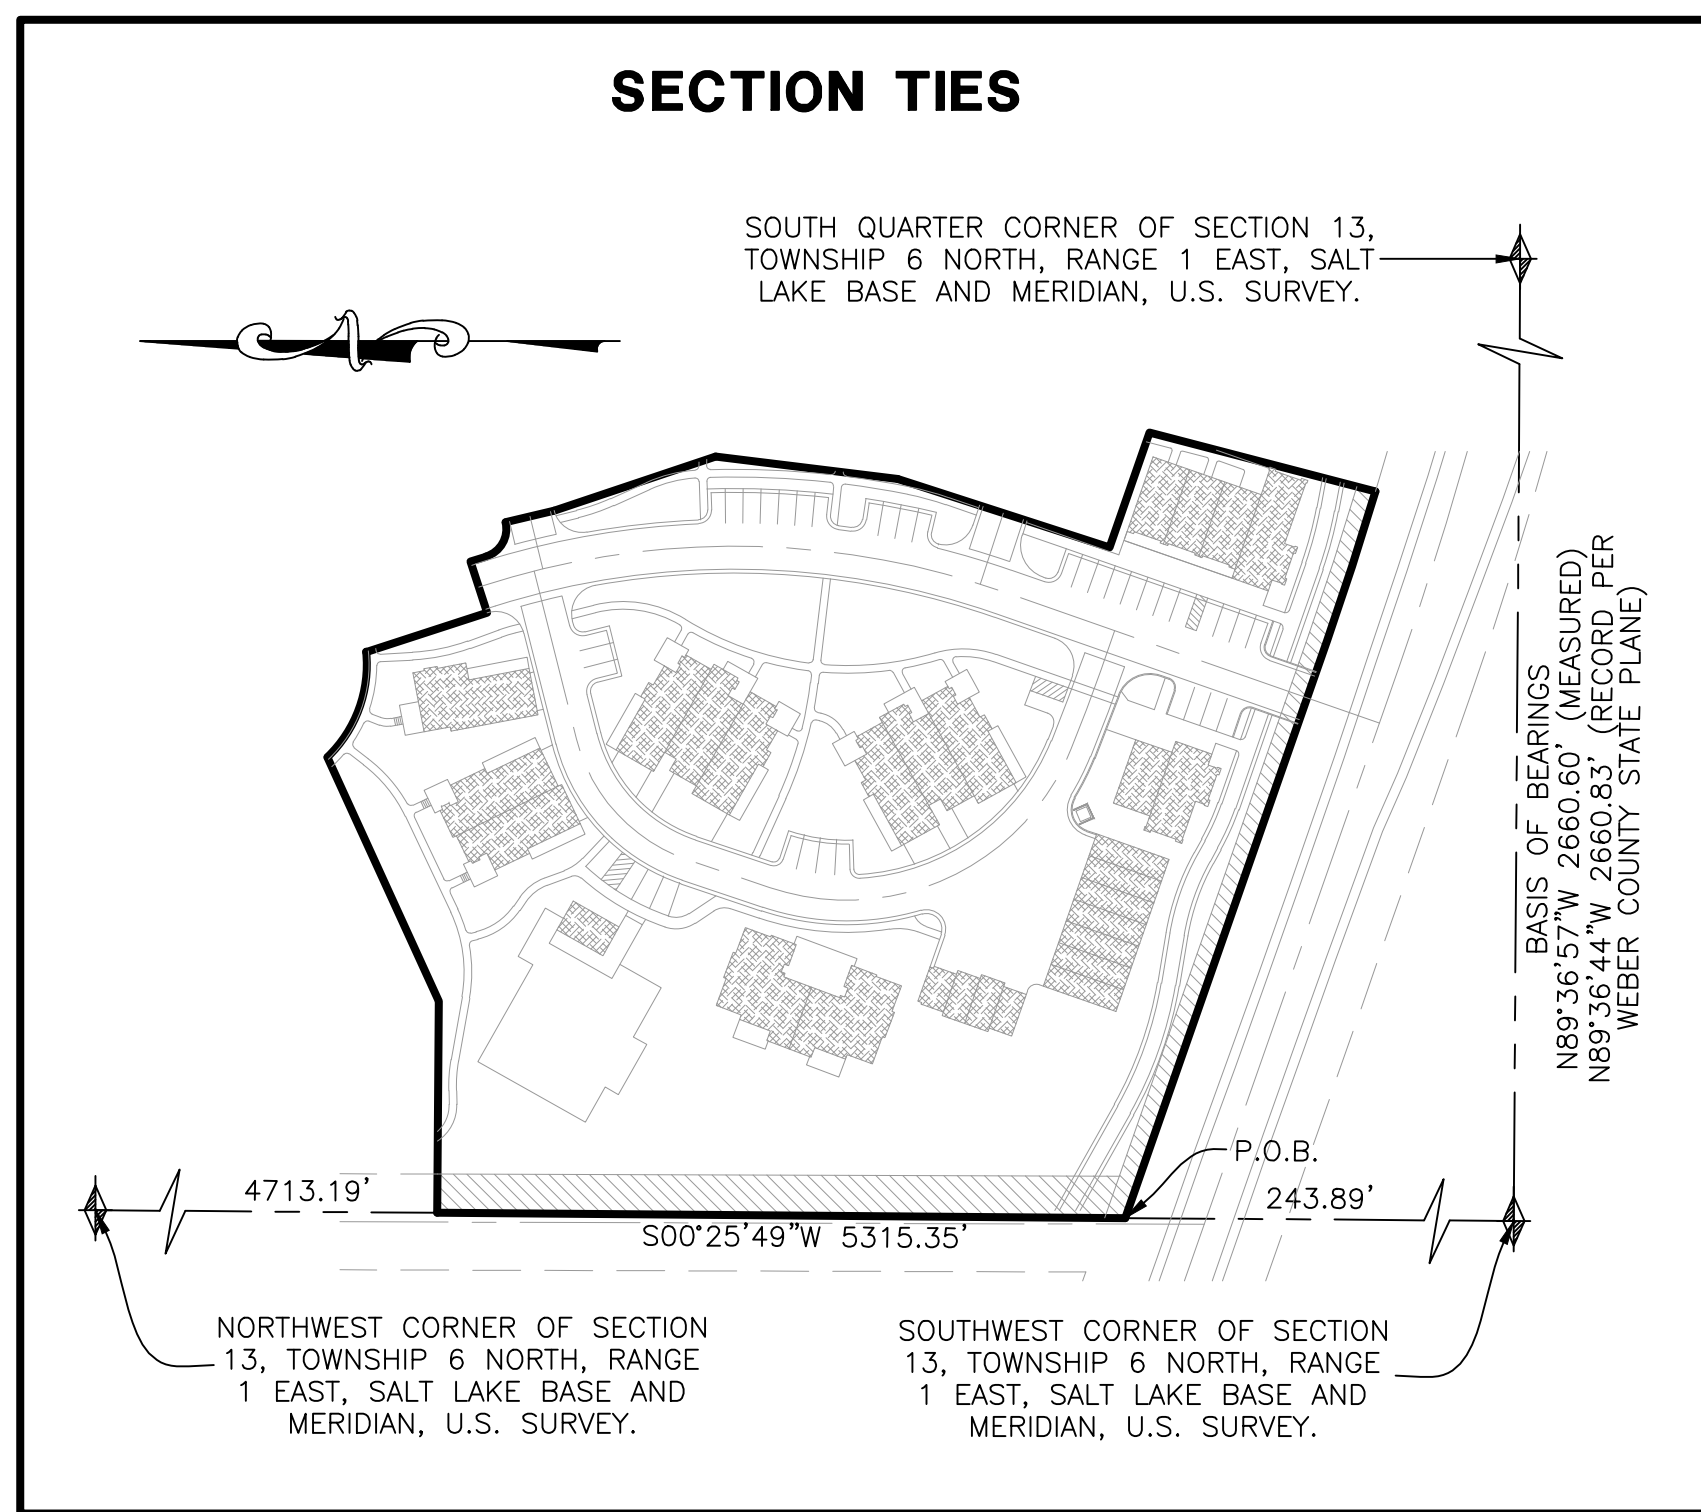 SECTION TIES
SOUTH QUARTER CORNER OF SECTION 13,
TOWNSHIP 6 NORTH, RANGE 1 EAST, SALT
LAKE BASE AND MERIDIAN, U.S. SURVEY.
N
BASIS OF BEARINGS
N89°36'57"W 2660.60' (MEASURED)
N89°36'44"W 2660.83' (RECORD PER
WEBER COUNTY STATE PLANE)
P.O.B.
4713.19'
243.89'
S00°25'49"W 5315.35'
NORTHWEST CORNER OF SECTION
13, TOWNSHIP 6 NORTH, RANGE
1 EAST, SALT LAKE BASE AND
MERIDIAN, U.S. SURVEY.
SOUTHWEST CORNER OF SECTION
13, TOWNSHIP 6 NORTH, RANGE
1 EAST, SALT LAKE BASE AND
MERIDIAN, U.S. SURVEY.